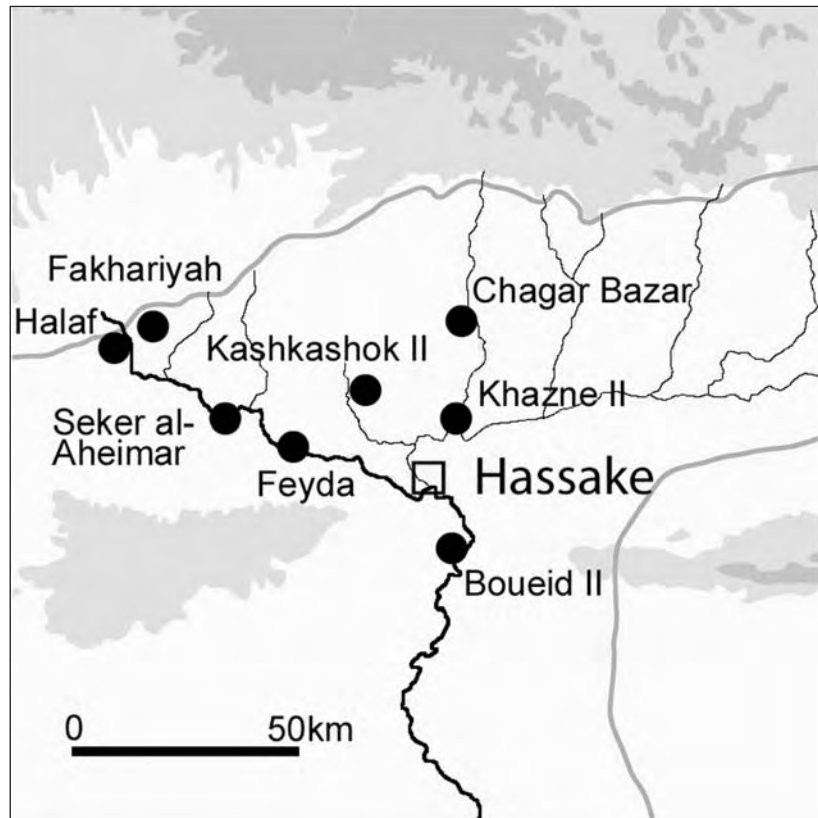 Fakhariyah
Halaf
Chagar Bazar
Kashkashok II
Khazne II
Seker al-
Aheimar
Feyda
Hassake
Boueid II
0 50km